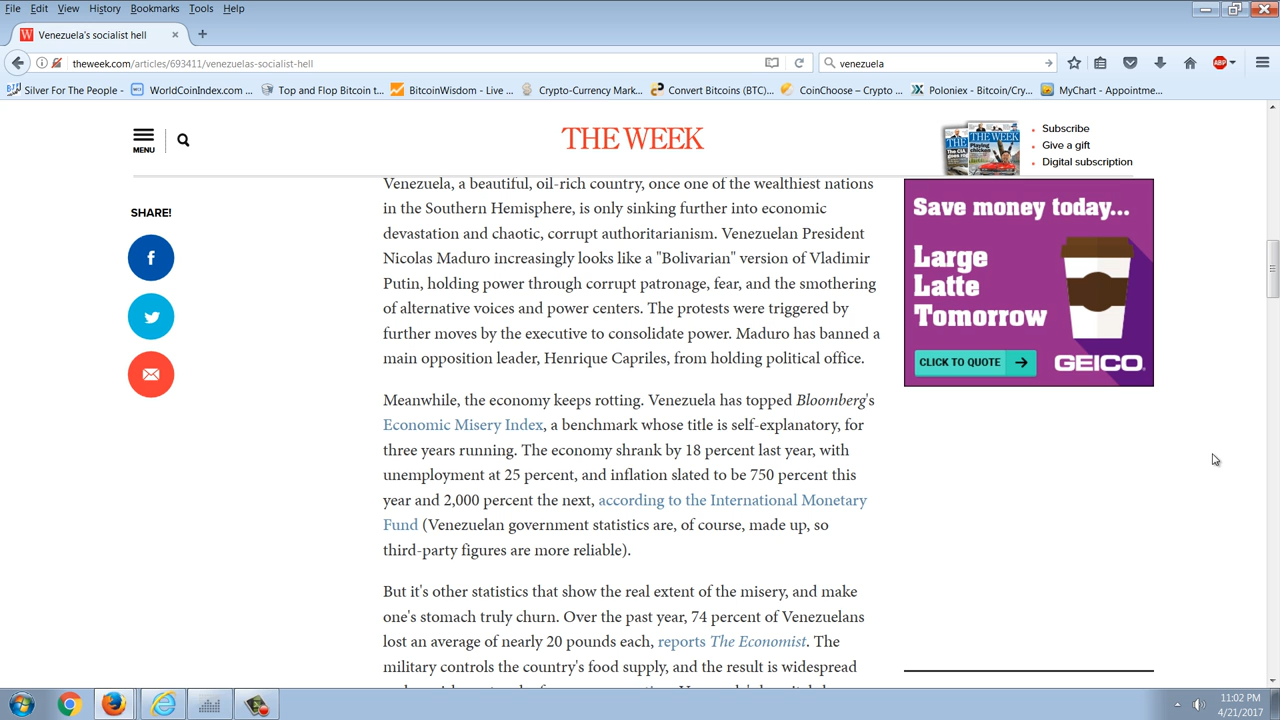 File Edit View History Bookmarks Tools Help
Venezuela's socialist hell
theweek.com/articles/693411/venezuelas-socialist-hell
venezuela
Silver For The People - WorldCoinIndex.com ... Top and Flop Bitcoin t... BitcoinWisdom - Live ... Crypto-Currency Mark... Convert Bitcoins (BTC)... CoinChoose – Crypto ... Poloniex - Bitcoin/Cry... MyChart - Appointme...
MENU
THE WEEK
Subscribe
Give a gift
Digital subscription
SHARE!
Venezuela, a beautiful, oil-rich country, once one of the wealthiest nations
in the Southern Hemisphere, is only sinking further into economic
devastation and chaotic, corrupt authoritarianism. Venezuelan President
Nicolas Maduro increasingly looks like a "Bolivarian" version of Vladimir
Putin, holding power through corrupt patronage, fear, and the smothering
of alternative voices and power centers. The protests were triggered by
further moves by the executive to consolidate power. Maduro has banned a
main opposition leader, Henrique Capriles, from holding political office.
Meanwhile, the economy keeps rotting. Venezuela has topped Bloomberg's
Economic Misery Index, a benchmark whose title is self-explanatory, for
three years running. The economy shrank by 18 percent last year, with
unemployment at 25 percent, and inflation slated to be 750 percent this
year and 2,000 percent the next, according to the International Monetary
Fund (Venezuelan government statistics are, of course, made up, so
third-party figures are more reliable).
But it's other statistics that show the real extent of the misery, and make
one's stomach truly churn. Over the past year, 74 percent of Venezuelans
lost an average of nearly 20 pounds each, reports The Economist. The
military controls the country's food supply, and the result is widespread
Save money today...
Large
Latte
Tomorrow
CLICK TO QUOTE
GEICO
11:02 PM
4/21/2017